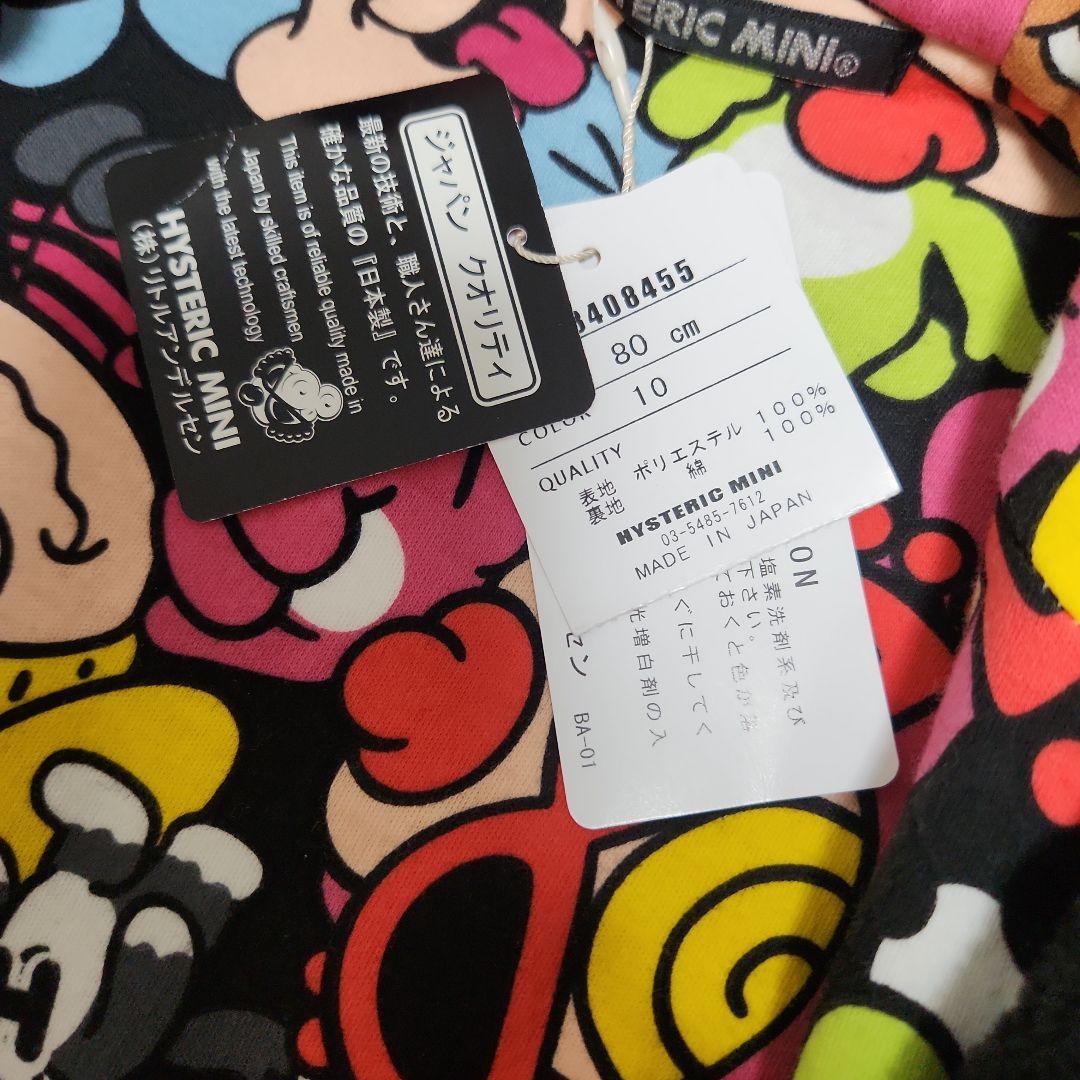 ERIC MINI®
ジャパン クオリティ
最新の技術と、職人さん達による
確かな品質の『日本製』です。
This item is of reliable quality made in
Japan by skilled craftsmen
with the latest technology
HYSTERIC MINI
(株)リトルアンデルセン
3408455
80 cm
COLOR 10
QUALITY
表地 ポリエステル 100%
裏地 綿 100%
HYSTERIC MINI
03-5485-7612
MADE IN JAPAN
ON
塩素洗剤系及び
下さい。
ておくと色が
ぐに干してく
光増白剤の入
セン BA-01